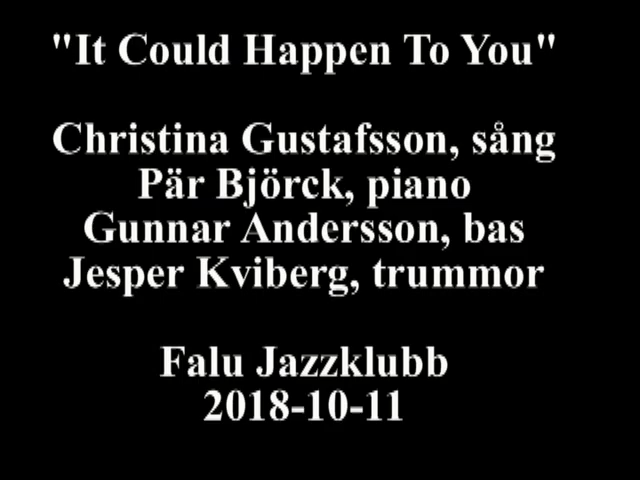 "It Could Happen To You"
Christina Gustafsson, sång
Pär Björck, piano
Gunnar Andersson, bas
Jesper Kviberg, trummor
Falu Jazzklubb
2018-10-11